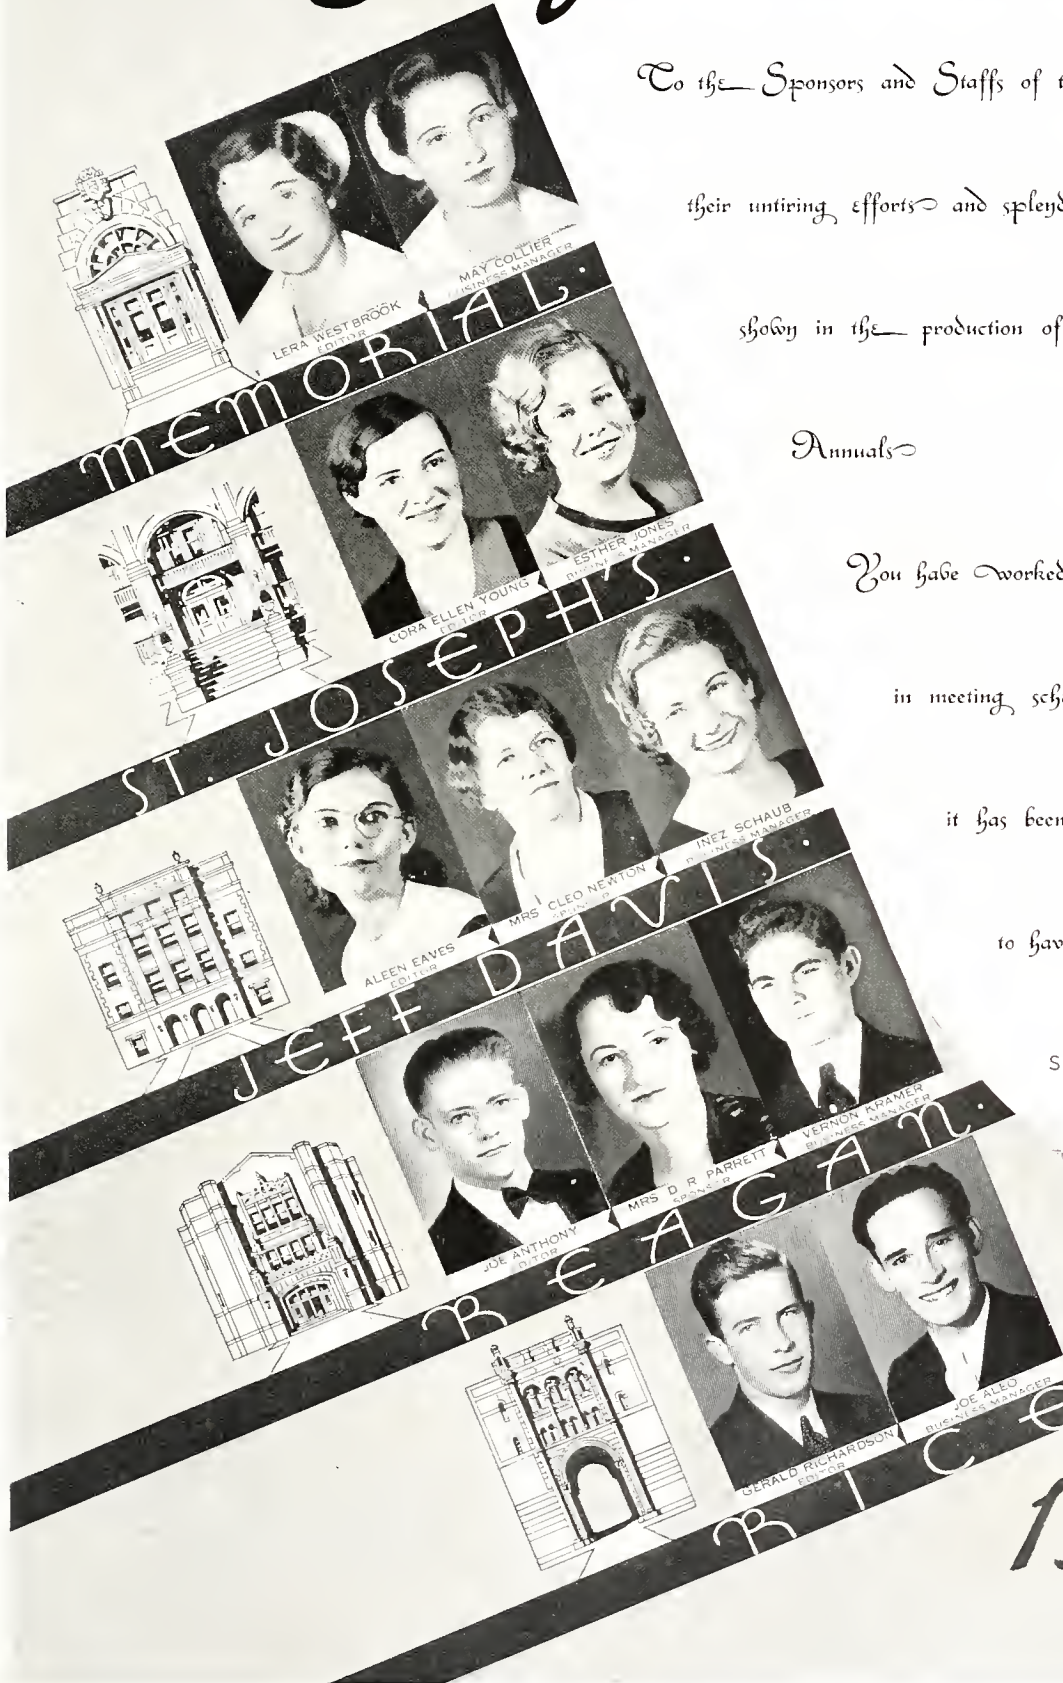 To the Sponsors and Staffs of t
their untiring efforts and splend
shown in the production of
Annuals
You have worked
in meeting sch
it has been
to hav
S
LERA WESTBROOK
EDITOR
MAY COLLIER
BUSINESS MANAGER
MEMORIAL.
CORA ELLEN YOUNG
EDITOR
ESTHER JONES
BUSINESS MANAGER
ST. JOSEPH'S.
ALEEN EAVES
EDITOR
MRS CLEO NEWTON
SPONSOR
INEZ SCHAUB
BUSINESS MANAGER
JEFF DAVIS.
JOE ANTHONY
EDITOR
MRS D R PARRETT
SPONSER
VERNON KRAMER
BUSINESS MANAGER
REAGAN.
GERALD RICHARDSON
EDITOR
JOE ALEO
BUSINESS MANAGER
RICE